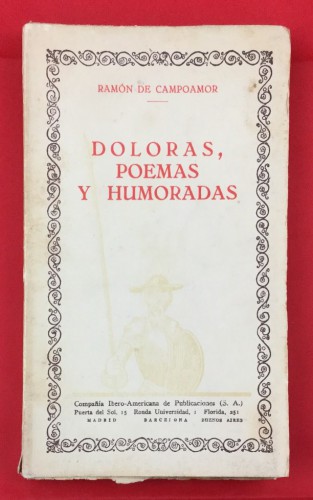 RAMÓN DE CAMPOAMOR
DOLORAS,
POEMAS
Y HUMORADAS
Compañía Ibero-Americana de Publicaciones (S. A.)
Puerta del Sol, 15 Ronda Universidad, 1 Florida, 251
MADRID BARCELONA BUENOS AIRES